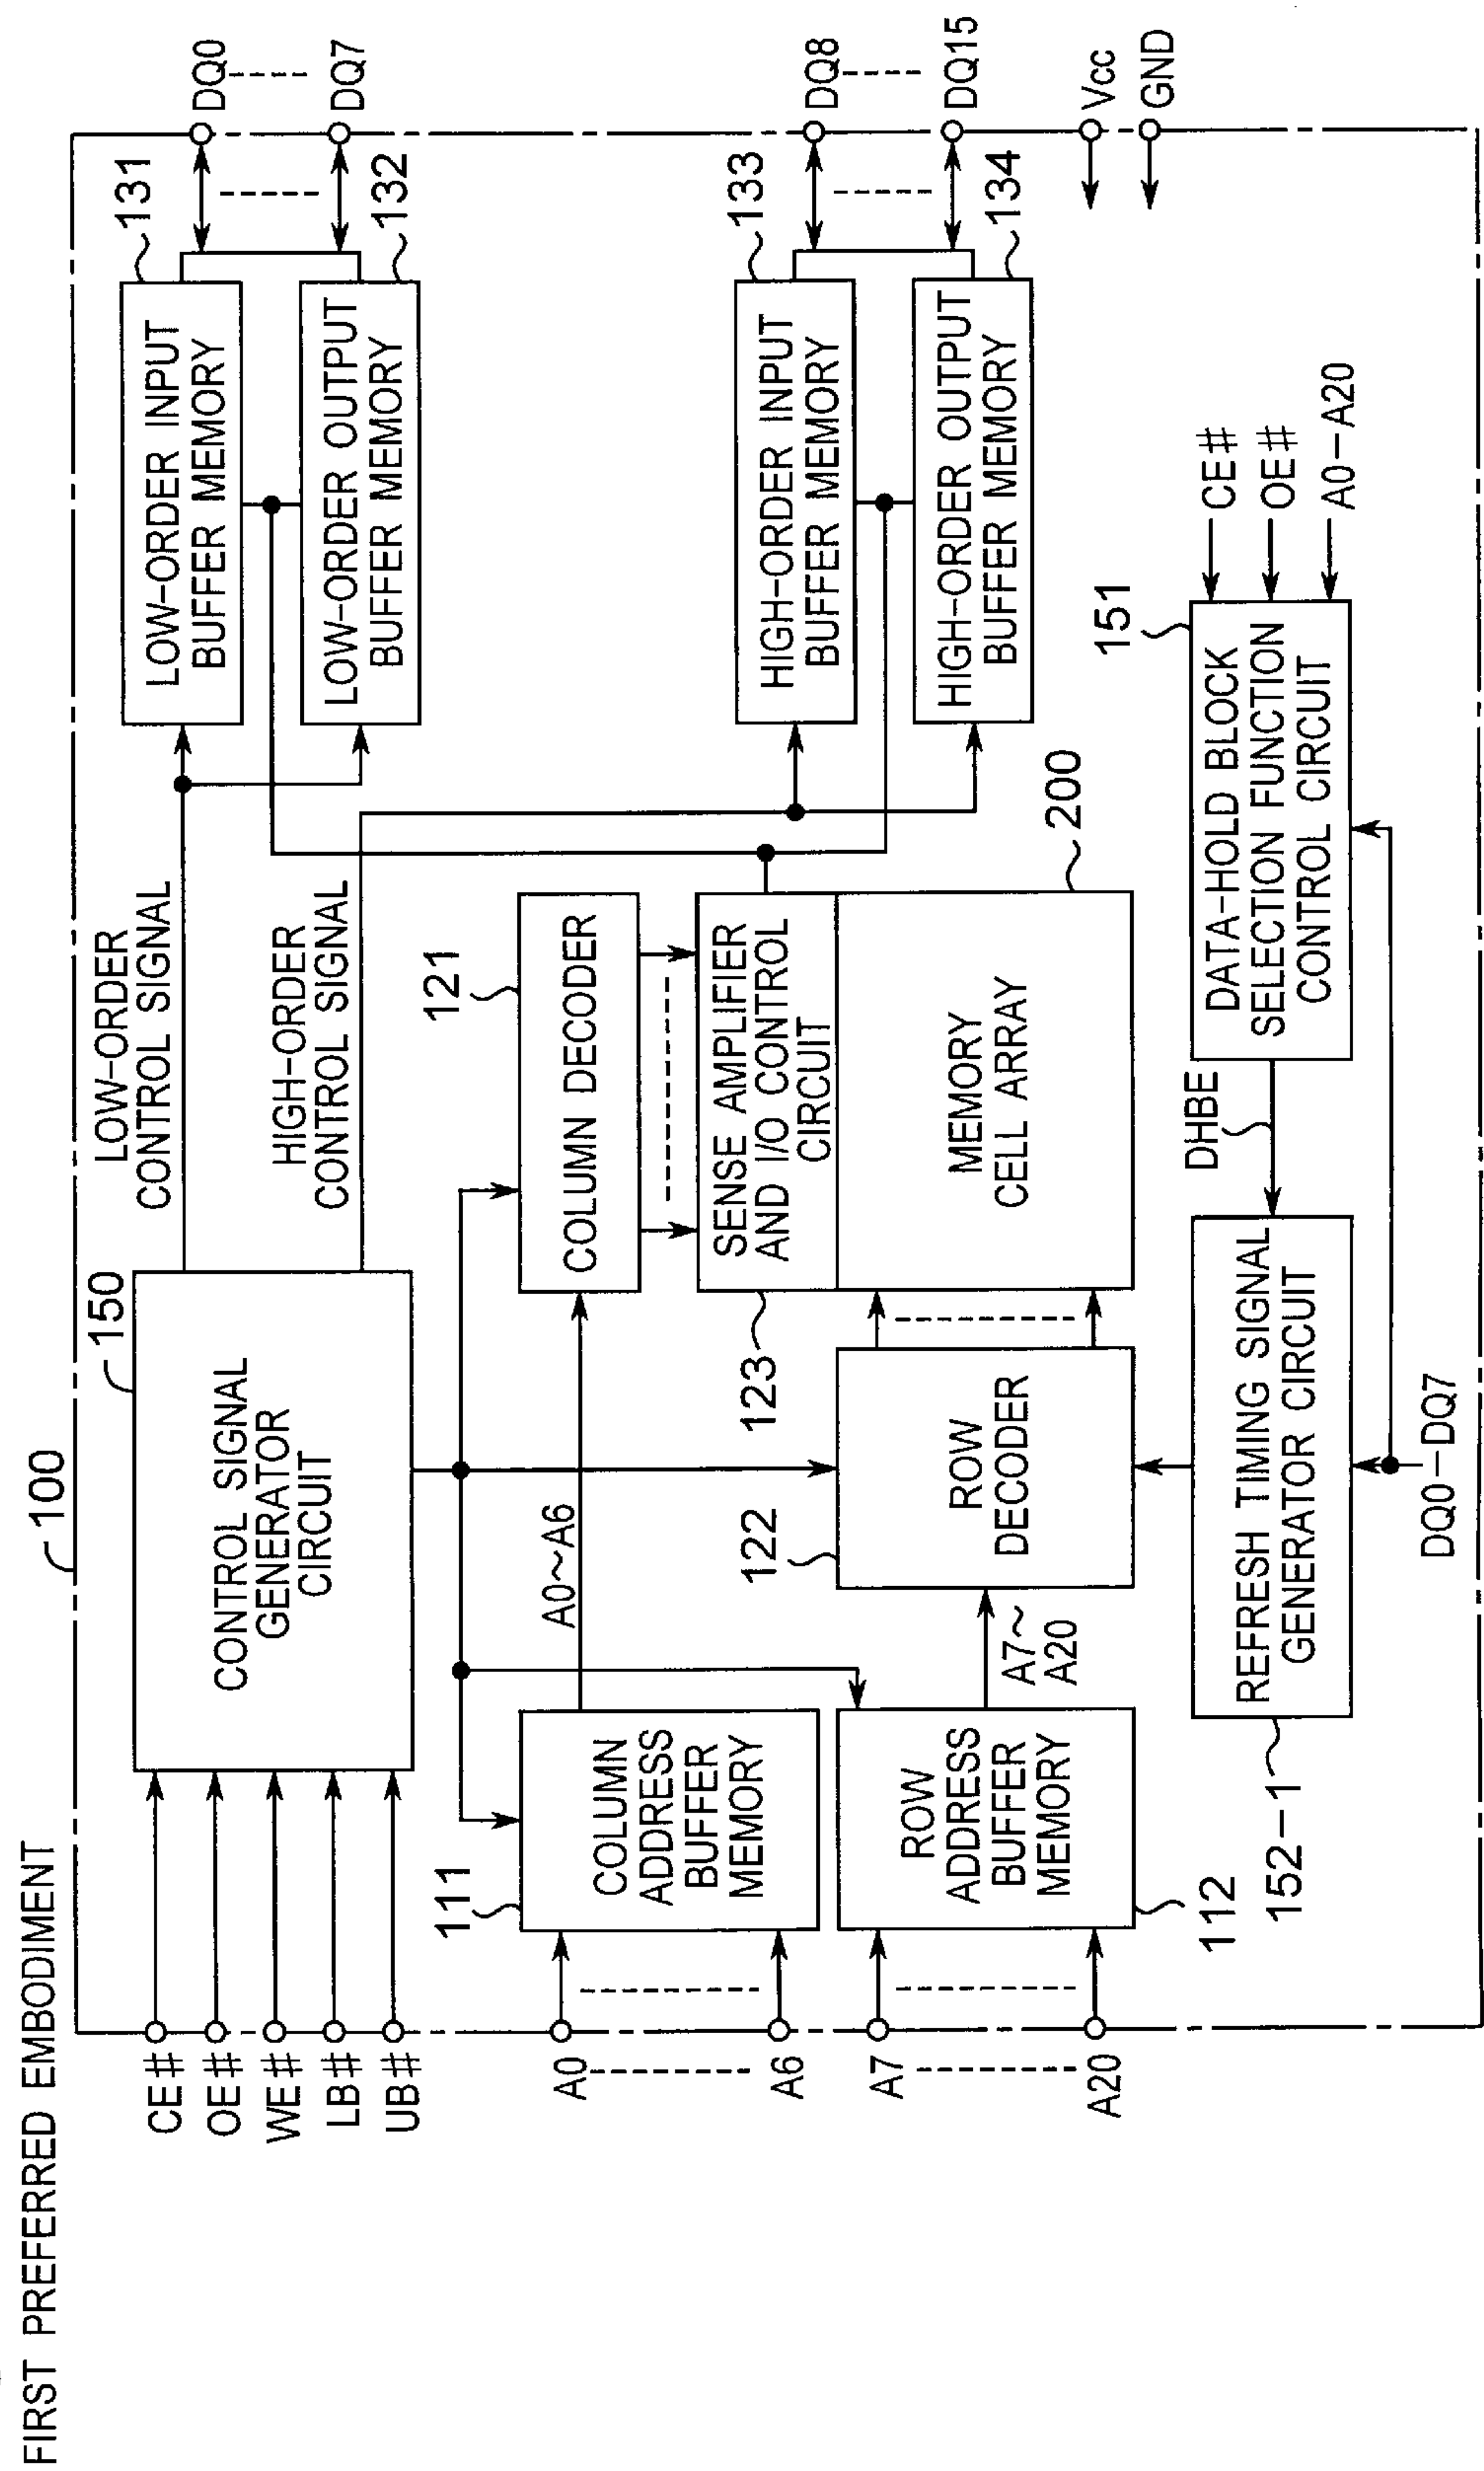 FIRST PREFERRED EMBODIMENT
100
CE#
OE#
WE#
LB#
UB#
150
CONTROL SIGNAL
GENERATOR
CIRCUIT
LOW-ORDER
CONTROL SIGNAL
HIGH-ORDER
CONTROL SIGNAL
131
LOW-ORDER INPUT
BUFFER MEMORY
LOW-ORDER OUTPUT
BUFFER MEMORY
132
DQ0
DQ7
A0
A6
111
COLUMN
ADDRESS
BUFFER
MEMORY
A0~A6
121
COLUMN DECODER
A7
A20
ROW
ADDRESS
BUFFER
MEMORY
112
A7~
A20
122
ROW
DECODER
123
SENSE AMPLIFIER
AND I/O CONTROL
CIRCUIT
MEMORY
CELL ARRAY
200
133
HIGH-ORDER INPUT
BUFFER MEMORY
HIGH-ORDER OUTPUT
BUFFER MEMORY
134
DQ8
DQ15
Vcc
GND
152-1
REFRESH TIMING SIGNAL
GENERATOR CIRCUIT
DHBE
151
DATA-HOLD BLOCK
SELECTION FUNCTION
CONTROL CIRCUIT
CE#
OE#
A0-A20
DQ0-DQ7